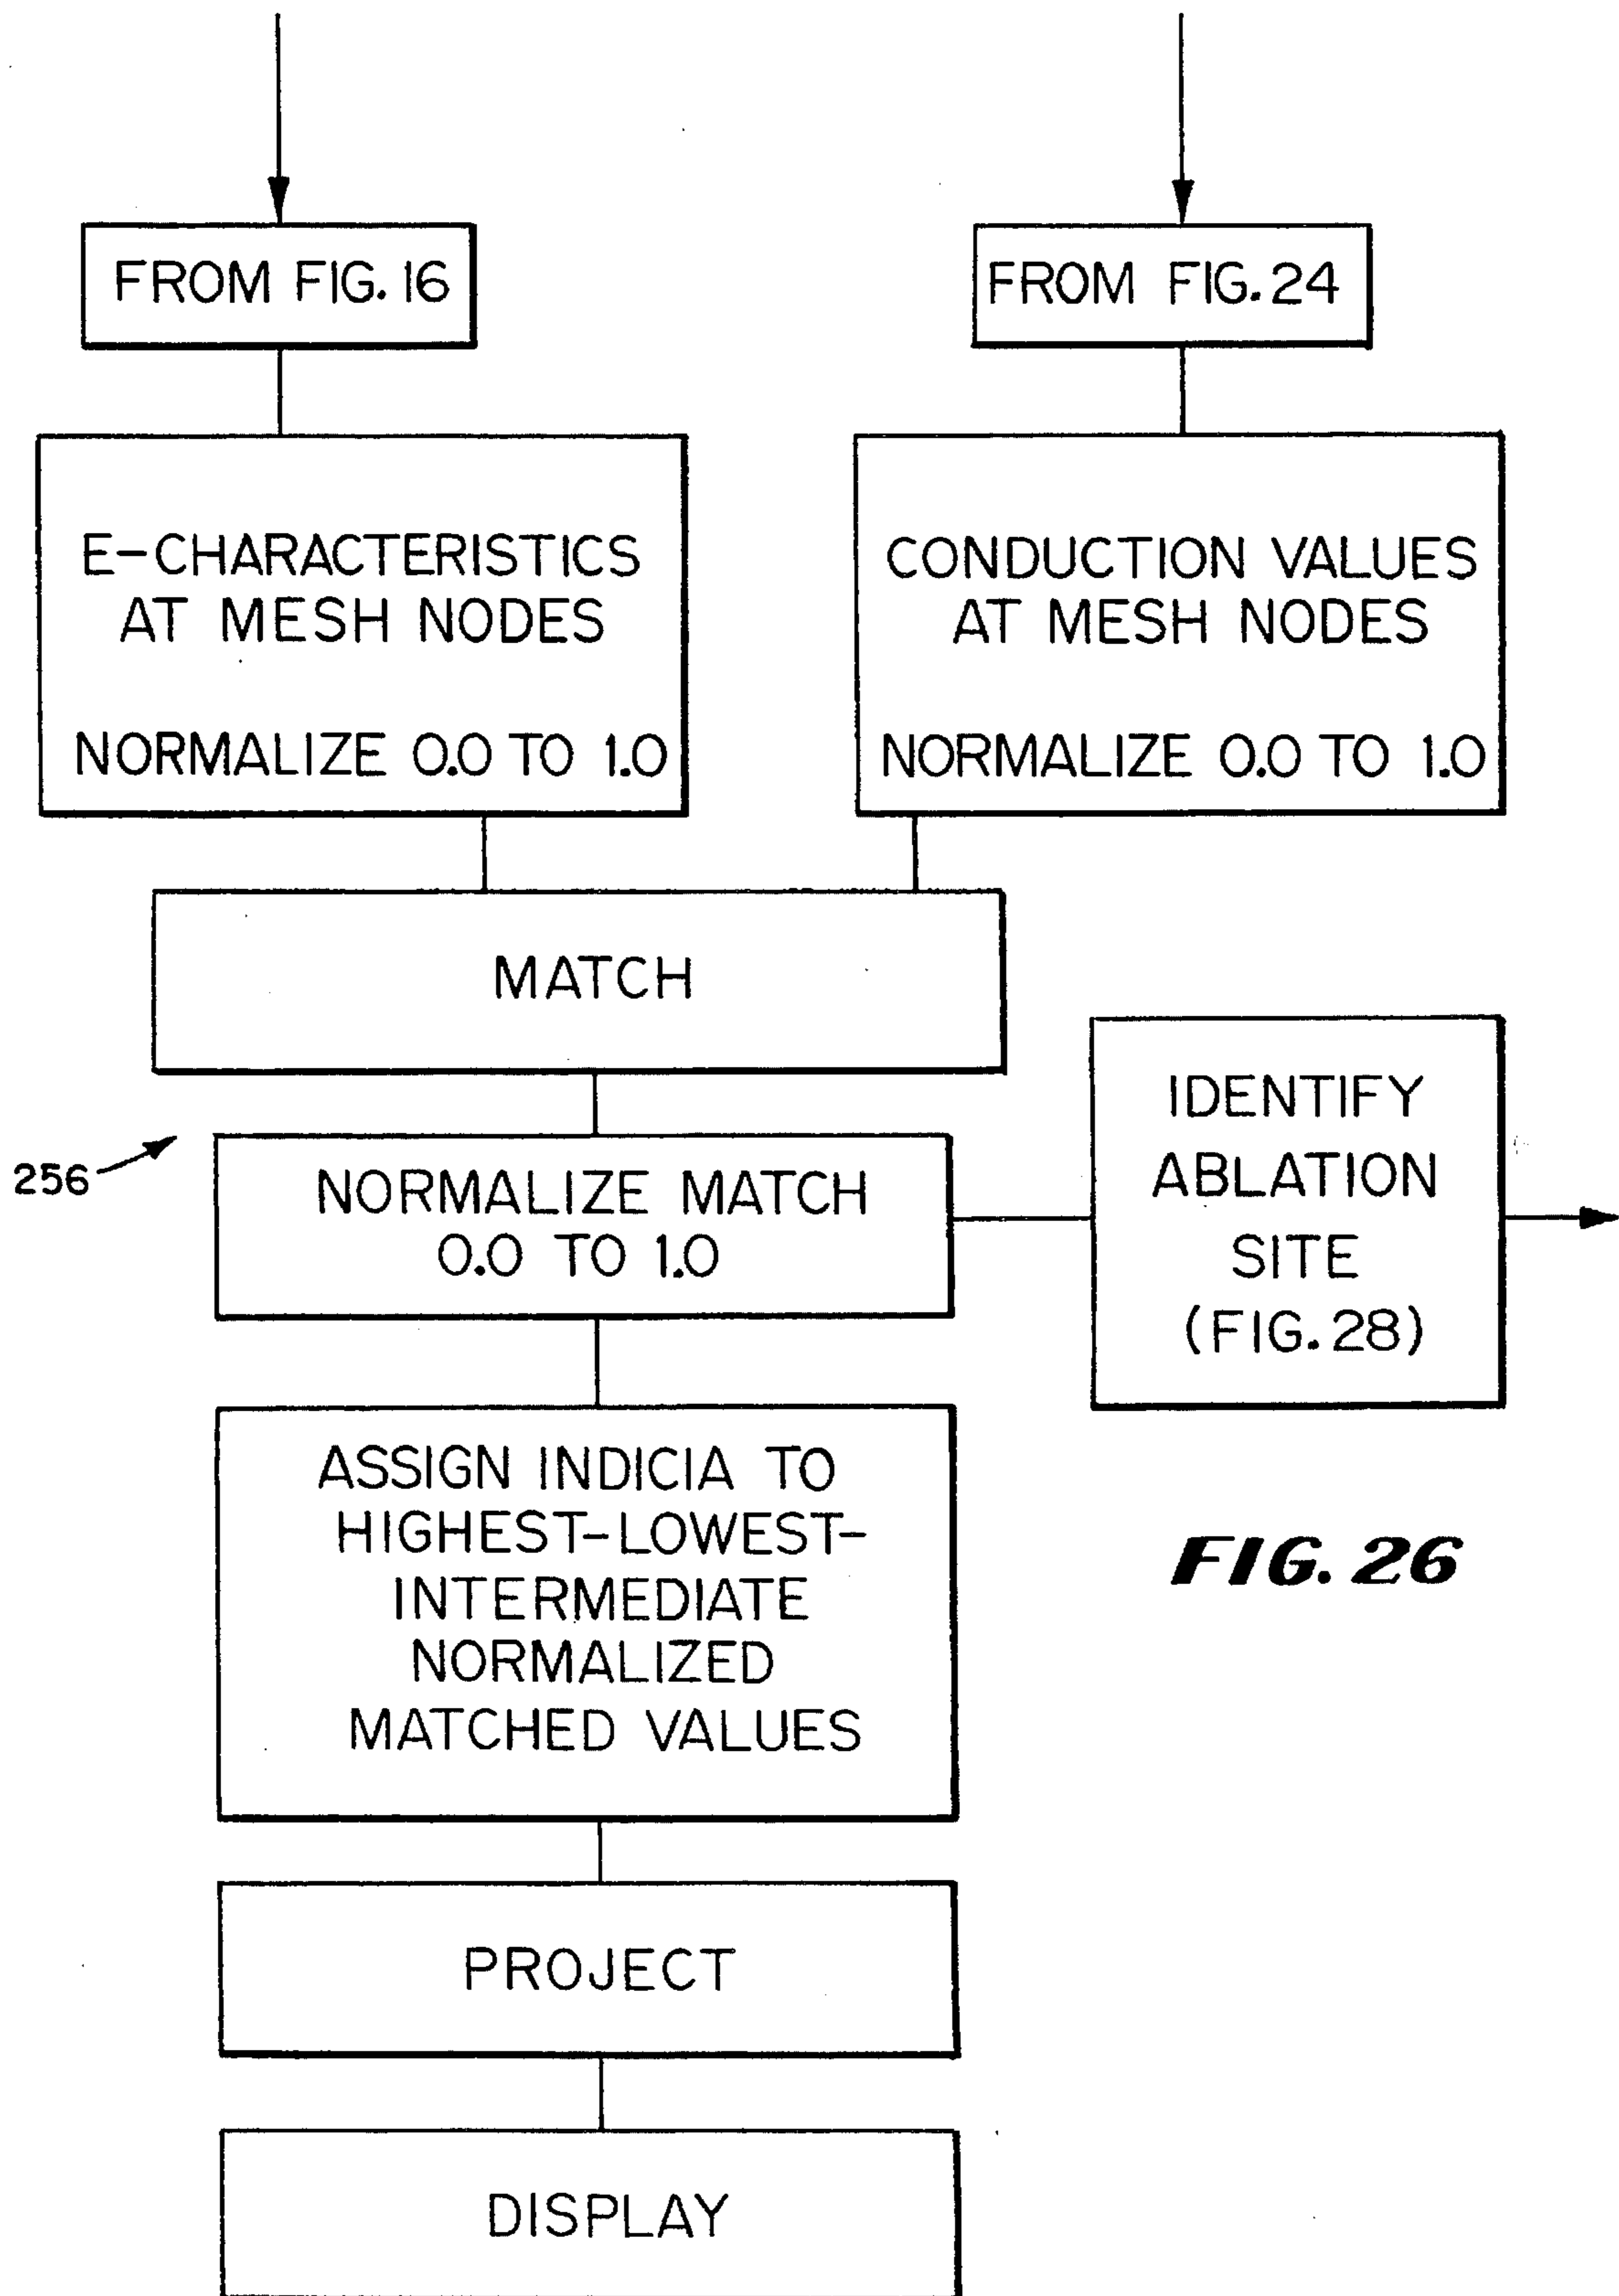 FROM FIG. 16
FROM FIG. 24
E-CHARACTERISTICS
AT MESH NODES
NORMALIZE 0.0 TO 1.0
CONDUCTION VALUES
AT MESH NODES
NORMALIZE 0.0 TO 1.0
MATCH
256
NORMALIZE MATCH
0.0 TO 1.0
IDENTIFY
ABLATION
SITE
(FIG. 28)
ASSIGN INDICIA TO
HIGHEST-LOWEST-
INTERMEDIATE
NORMALIZED
MATCHED VALUES
FIG. 26
PROJECT
DISPLAY